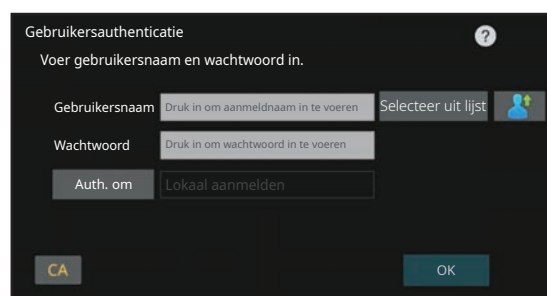 Gebruikersauthenticatie
?
Voer gebruikersnaam en wachtwoord in.
Gebruikersnaam Druk in om aanmeldnaam in te voeren Selecteer uit lijst
Wachtwoord Druk in om wachtwoord in te voeren
Auth. om Lokaal aanmelden
CA OK